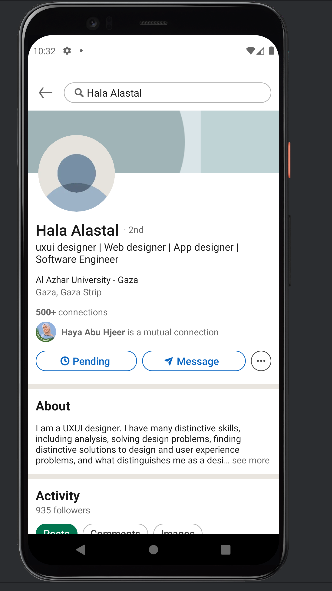 10:32
Hala Alastal
Hala Alastal · 2nd
uxui designer | Web designer | App designer |
Software Engineer
Al Azhar University - Gaza
Gaza, Gaza Strip
500+ connections
Haya Abu Hjeer is a mutual connection
Pending
Message
About
I am a UXUI designer. I have many distinctive skills,
including analysis, solving design problems, finding
distinctive solutions to design and user experience
problems, and what distinguishes me as a desi... see more
Activity
935 followers
Posts
Comments
Images